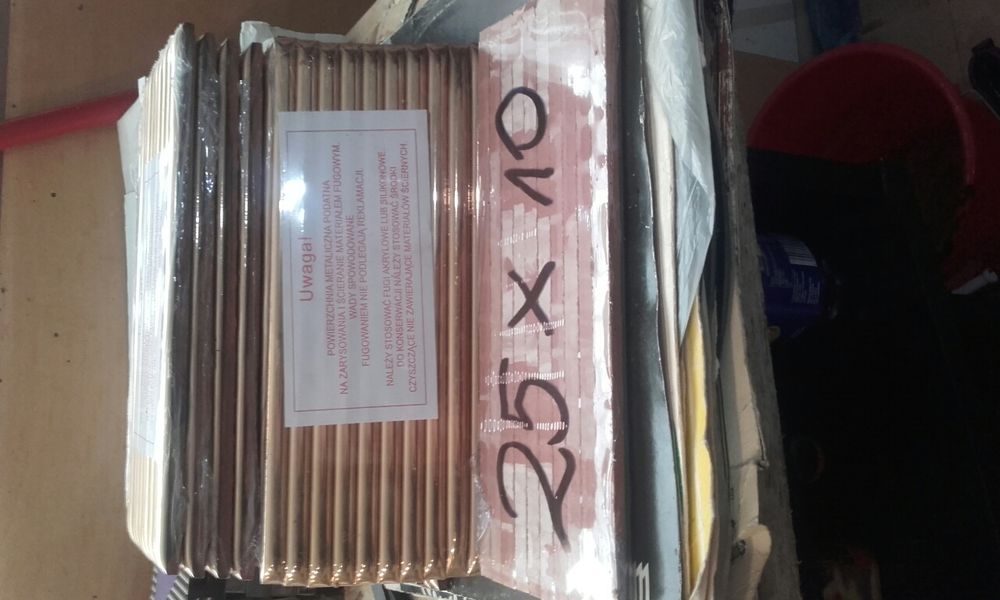 Uwaga!
POWIERZCHNIA METALICZNA PODATNA
NA ZARYSOWANIA I ŚCIERANIE MATERIAŁEM FUGOWYM.
WADY SPOWODOWANE
FUGOWANIEM NIE PODLEGAJĄ REKLAMACJI
NALEŻY STOSOWAĆ FUGI AKRYLOWE LUB SILIKONOWE.
DO KONSERWACJI NALEŻY STOSOWAĆ ŚRODKI
CZYSZCZĄCE NIE ZAWIERAJĄCE MATERIAŁÓW ŚCIERNYCH.
25 x 10